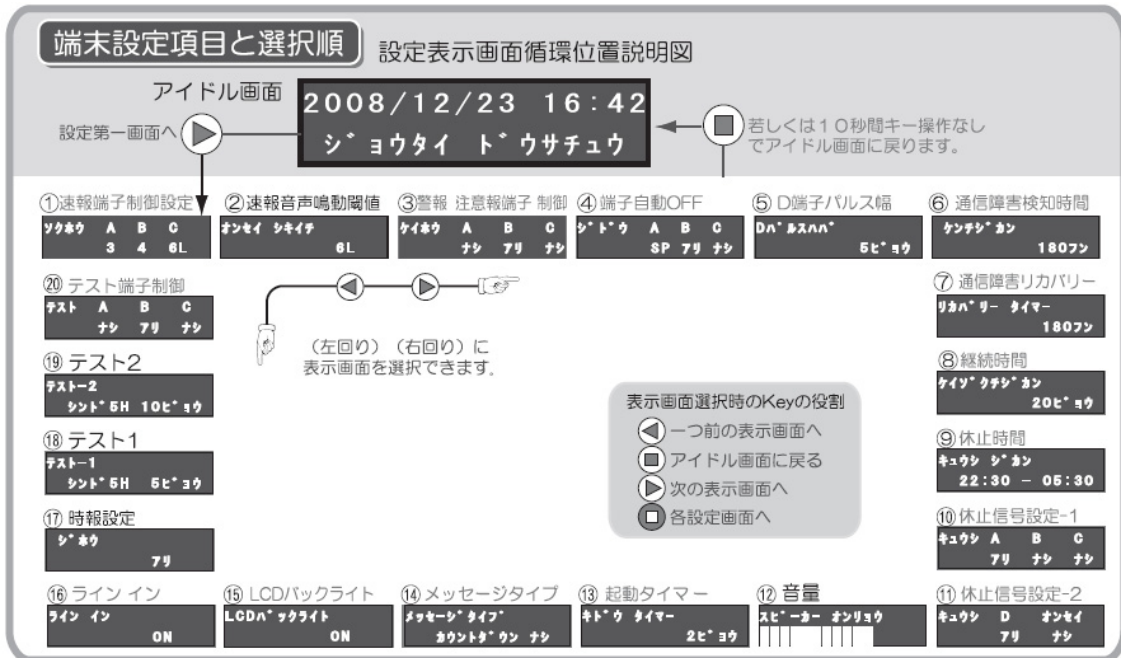 端末設定項目と選択順 設定表示画面循環位置説明図
アイドル画面
2008/12/23 16:42
ジョウタイ ドウサチュウ
設定第一画面へ
若しくは10秒間キー操作なし
でアイドル画面に戻ります。
①速報端子制御設定
ソクホウ A B C
3 4 6L
②速報音声鳴動閾値
オンセイ シキイチ
6L
③警報 注意報端子 制御
ケイホウ A B C
ナシ アリ ナシ
④端子自動OFF
ジドウ A B C
SP アリ ナシ
⑤ D端子パルス幅
Dパルスハバ
5ビョウ
⑥ 通信障害検知時間
ケンチジカン
180フン
⑦ 通信障害リカバリー
リカバリー タイマー
180フン
⑧継続時間
ケイゾクチジカン
20ビョウ
⑨休止時間
キュウシ ジカン
22:30 - 05:30
⑩休止信号設定-1
キュウシ A B C
アリ ナシ ナシ
⑪休止信号設定-2
キュウシ D オンセイ
アリ ナシ
⑫音量
スピーカー オンリョウ
⑬ 起動タイマー
キドウ タイマー
2ビョウ
⑭メッセージタイプ
メッセージタイプ
カウントダウン ナシ
⑮ LCDバックライト
LCDバックライト
ON
⑯ライン イン
ライン イン
ON
⑰ 時報設定
ジホウ
アリ
⑱テスト1
テスト-1
シンド5H 5ビョウ
⑲テスト2
テスト-2
シンド5H 10ビョウ
⑳テスト端子制御
テスト A B C
ナシ アリ ナシ
(左回り)(右回り)に
表示画面を選択できます。
表示画面選択時のKeyの役割
一つ前の表示画面へ
アイドル画面に戻る
次の表示画面へ
各設定画面へ